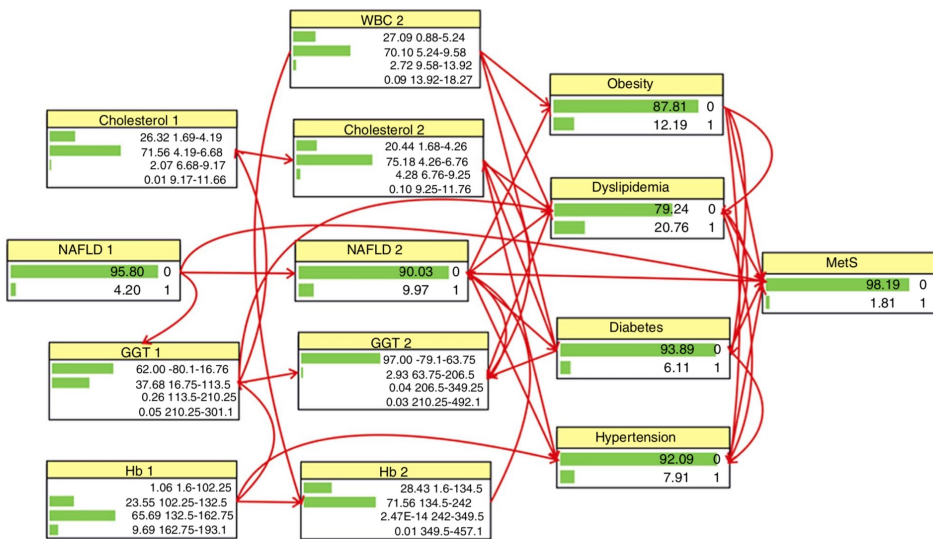 WBC 2
27.09 0.88-5.24
70.10 5.24-9.58
2.72 9.58-13.92
0.09 13.92-18.27
Obesity
87.81 0
12.19 1
Cholesterol 1
26.32 1.69-4.19
71.56 4.19-6.68
2.07 6.68-9.17
0.01 9.17-11.66
Cholesterol 2
20.44 1.68-4.26
75.18 4.26-6.76
4.28 6.76-9.25
0.10 9.25-11.76
Dyslipidemia
79.24 0
20.76 1
NAFLD 1
95.80 0
4.20 1
NAFLD 2
90.03 0
9.97 1
MetS
98.19 0
1.81 1
GGT 1
62.00 -80.1-16.76
37.68 16.75-113.5
0.26 113.5-210.25
0.05 210.25-301.1
GGT 2
97.00 -79.1-63.75
2.93 63.75-206.5
0.04 206.5-349.25
0.03 210.25-492.1
Diabetes
93.89 0
6.11 1
Hypertension
92.09 0
7.91 1
Hb 1
1.06 1.6-102.25
23.55 102.25-132.5
65.69 132.5-162.75
9.69 162.75-193.1
Hb 2
28.43 1.6-134.5
71.56 134.5-242
2.47E-14 242-349.5
0.01 349.5-457.1